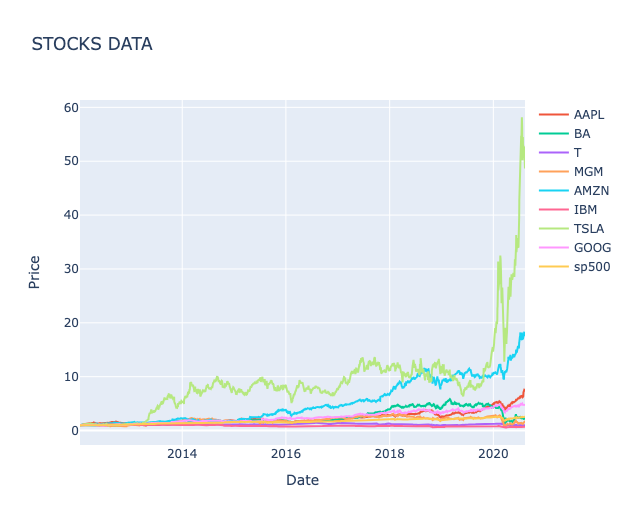 STOCKS DATA
60
50
40
30
20
10
0
2014
2016
2018
2020
Price
Date
AAPL
BA
T
MGM
AMZN
IBM
TSLA
GOOG
sp500